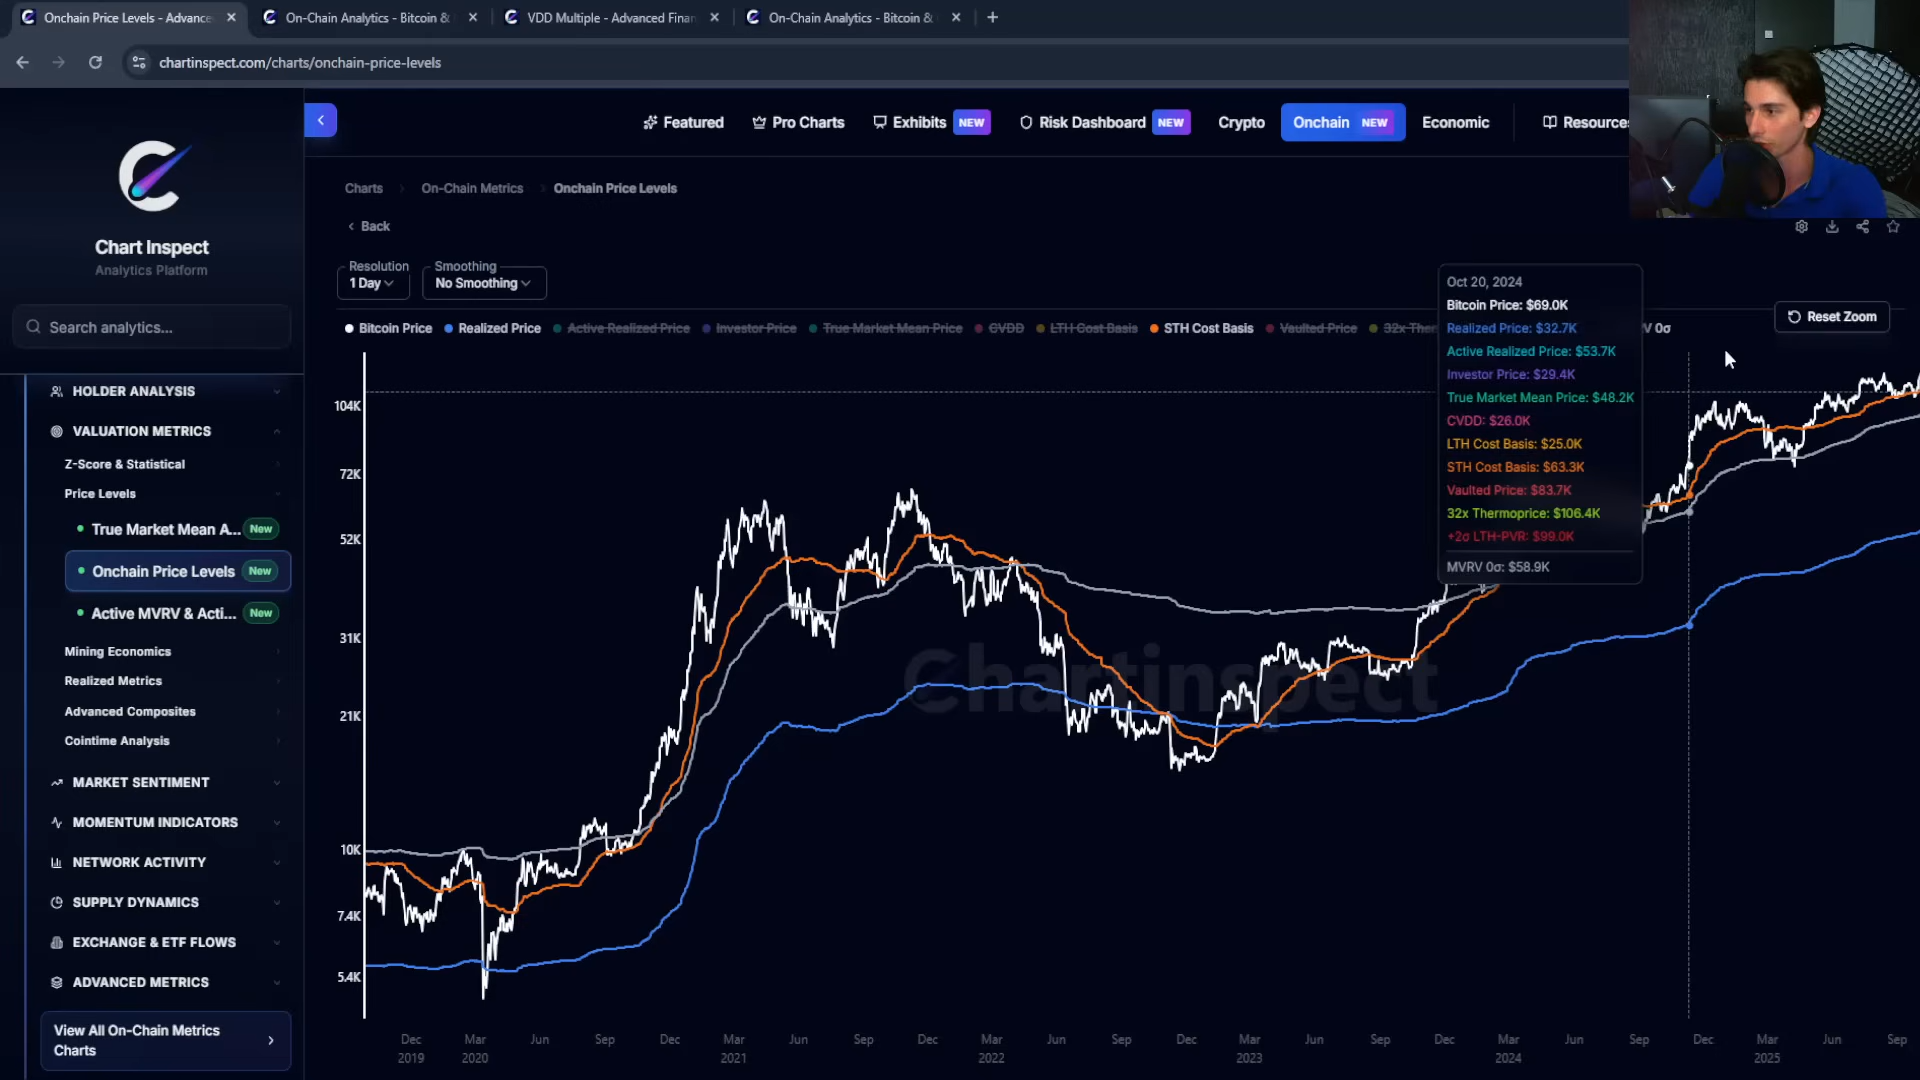 Onchain Price Levels - Advance
On-Chain Analytics - Bitcoin &
VDD Multiple - Advanced Finan
On-Chain Analytics - Bitcoin &
chartinspect.com/charts/onchain-price-levels
Chart Inspect
Analytics Platform
Search analytics...
HOLDER ANALYSIS
VALUATION METRICS
Z-Score & Statistical
Price Levels
True Market Mean A... New
Onchain Price Levels New
Active MVRV & Acti... New
Mining Economics
Realized Metrics
Advanced Composites
Cointime Analysis
MARKET SENTIMENT
MOMENTUM INDICATORS
NETWORK ACTIVITY
SUPPLY DYNAMICS
EXCHANGE & ETF FLOWS
ADVANCED METRICS
View All On-Chain Metrics
Charts
Featured Pro Charts Exhibits NEW Risk Dashboard NEW Crypto Onchain NEW Economic Resources
Charts On-Chain Metrics Onchain Price Levels
Back
Resolution
1 Day
Smoothing
No Smoothing
Bitcoin Price Realized Price Active Realized Price Investor Price True Market Mean Price CVDD LTH Cost Basis STH Cost Basis Vaulted Price 32x Ther V 0σ
Reset Zoom
Oct 20, 2024
Bitcoin Price: $69.0K
Realized Price: $32.7K
Active Realized Price: $53.7K
Investor Price: $29.4K
True Market Mean Price: $48.2K
CVDD: $26.0K
LTH Cost Basis: $25.0K
STH Cost Basis: $63.3K
Vaulted Price: $83.7K
32x Thermoprice: $106.4K
+2σ LTH-PVR: $99.0K
MVRV 0σ: $58.9K
104K
72K
52K
31K
21K
10K
7.4K
5.4K
Chartinspect
Dec Mar Jun Sep Dec Mar Jun Sep Dec Mar Jun Sep Dec Mar Jun Sep Dec Mar Jun Sep Dec Mar Jun Sep
2019 2020 2021 2022 2023 2024 2025